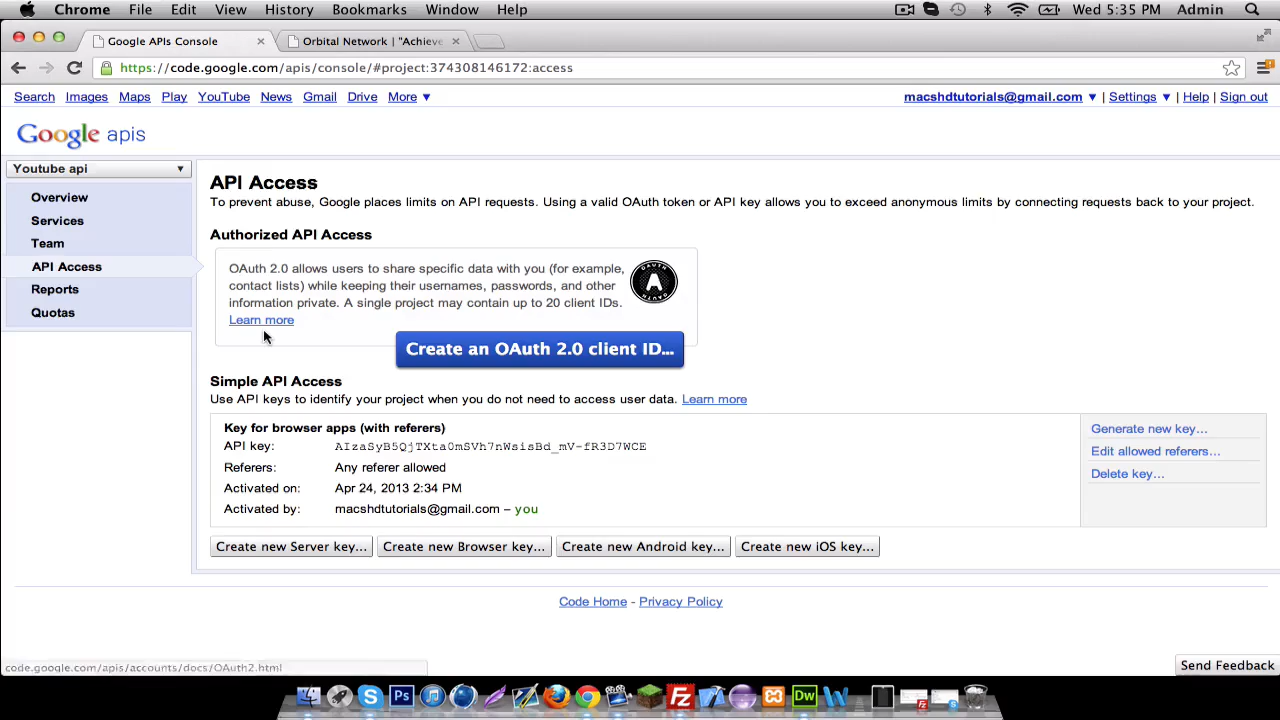 Chrome File Edit View History Bookmarks Window Help Wed 5:35 PM Admin
Google APIs Console Orbital Network | "Achieve
https://code.google.com/apis/console/#project:374308146172:access
Search Images Maps Play YouTube News Gmail Drive More macshdtutorials@gmail.com | Settings | Help | Sign out
Google apis
Youtube api
Overview
Services
Team
API Access
Reports
Quotas
API Access
To prevent abuse, Google places limits on API requests. Using a valid OAuth token or API key allows you to exceed anonymous limits by connecting requests back to your project.
Authorized API Access
OAuth 2.0 allows users to share specific data with you (for example,
contact lists) while keeping their usernames, passwords, and other
information private. A single project may contain up to 20 client IDs.
Learn more
OAUTH A OAUTH
Create an OAuth 2.0 client ID...
Simple API Access
Use API keys to identify your project when you do not need to access user data. Learn more
Key for browser apps (with referers)
API key: AIzaSyB5QjTXta0mSVh7nWsisBd_mV-fR3D7WCE
Referers: Any referer allowed
Activated on: Apr 24, 2013 2:34 PM
Activated by: macshdtutorials@gmail.com – you
Generate new key...
Edit allowed referers...
Delete key...
Create new Server key... Create new Browser key... Create new Android key... Create new iOS key...
Code Home - Privacy Policy
code.google.com/apis/accounts/docs/OAuth2.html
Send Feedback
Ps Fz Dw W